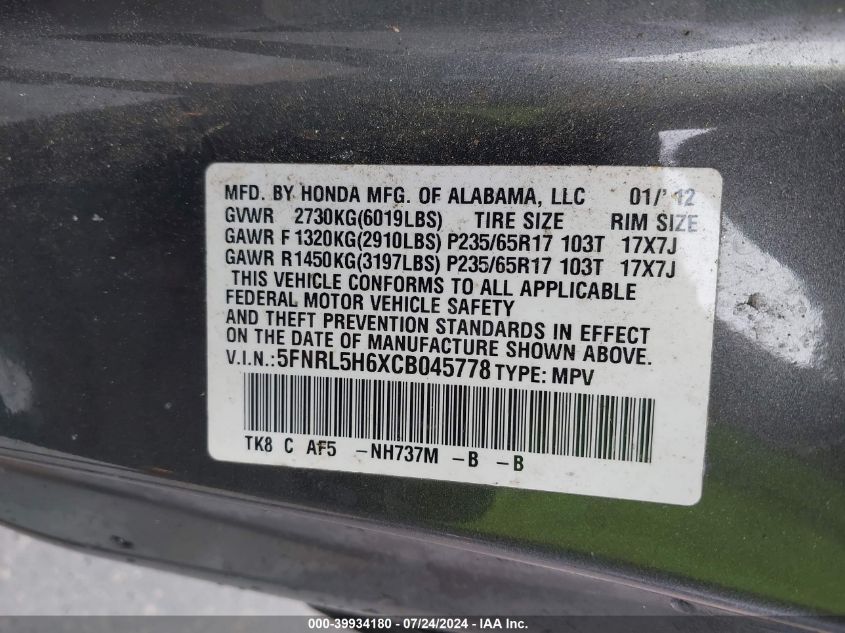 MFD. BY HONDA MFG. OF ALABAMA, LLC 01/'12
GVWR 2730KG(6019LBS) TIRE SIZE RIM SIZE
GAWR F 1320KG(2910LBS) P235/65R17 103T 17X7J
GAWR R1450KG(3197LBS) P235/65R17 103T 17X7J
THIS VEHICLE CONFORMS TO ALL APPLICABLE
FEDERAL MOTOR VEHICLE SAFETY
AND THEFT PREVENTION STANDARDS IN EFFECT
ON THE DATE OF MANUFACTURE SHOWN ABOVE.
V.I.N.:5FNRL5H6XCB045778 TYPE: MPV
TK8 C AF5 -NH737M -B -B
000-39934180 - 07/24/2024 - IAA Inc.